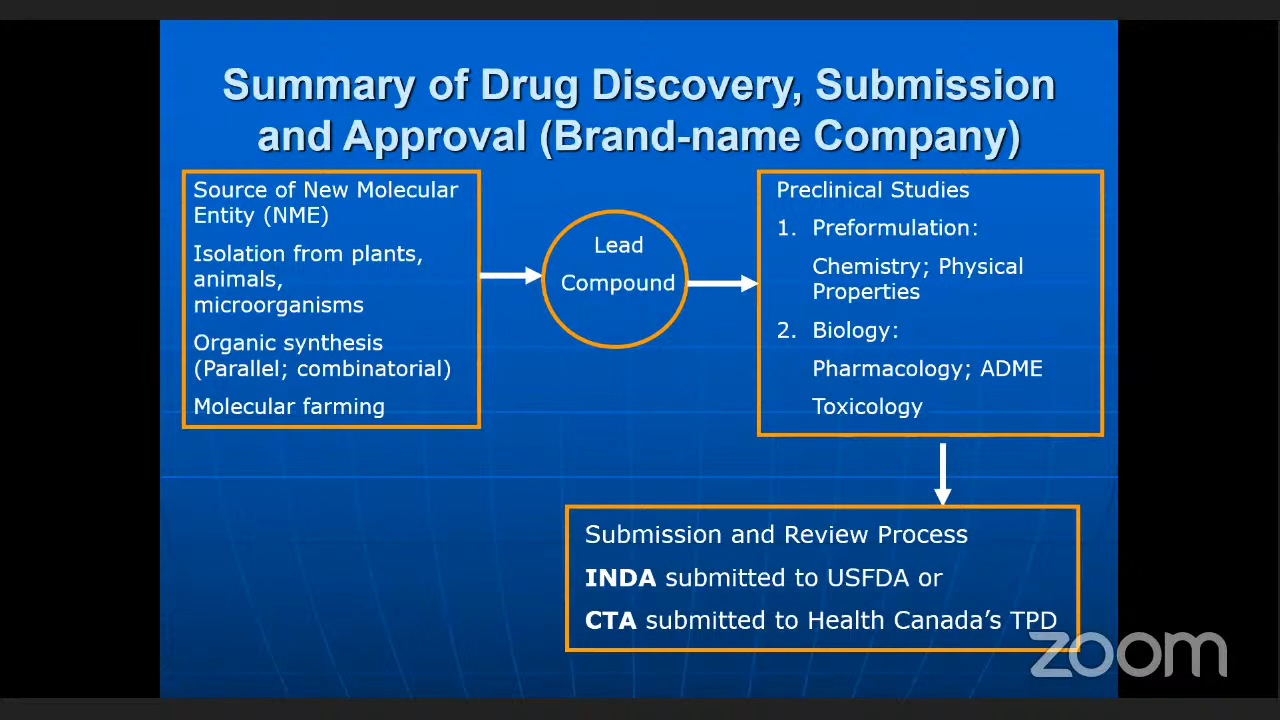 Summary of Drug Discovery, Submission
and Approval (Brand-name Company)
Source of New Molecular
Entity (NME)
Isolation from plants,
animals,
microorganisms
Organic synthesis
(Parallel; combinatorial)
Molecular farming
Lead
Compound
Preclinical Studies
1. Preformulation:
Chemistry; Physical
Properties
2. Biology:
Pharmacology; ADME
Toxicology
Submission and Review Process
INDA submitted to USFDA or
CTA submitted to Health Canada’s TPD
zoom